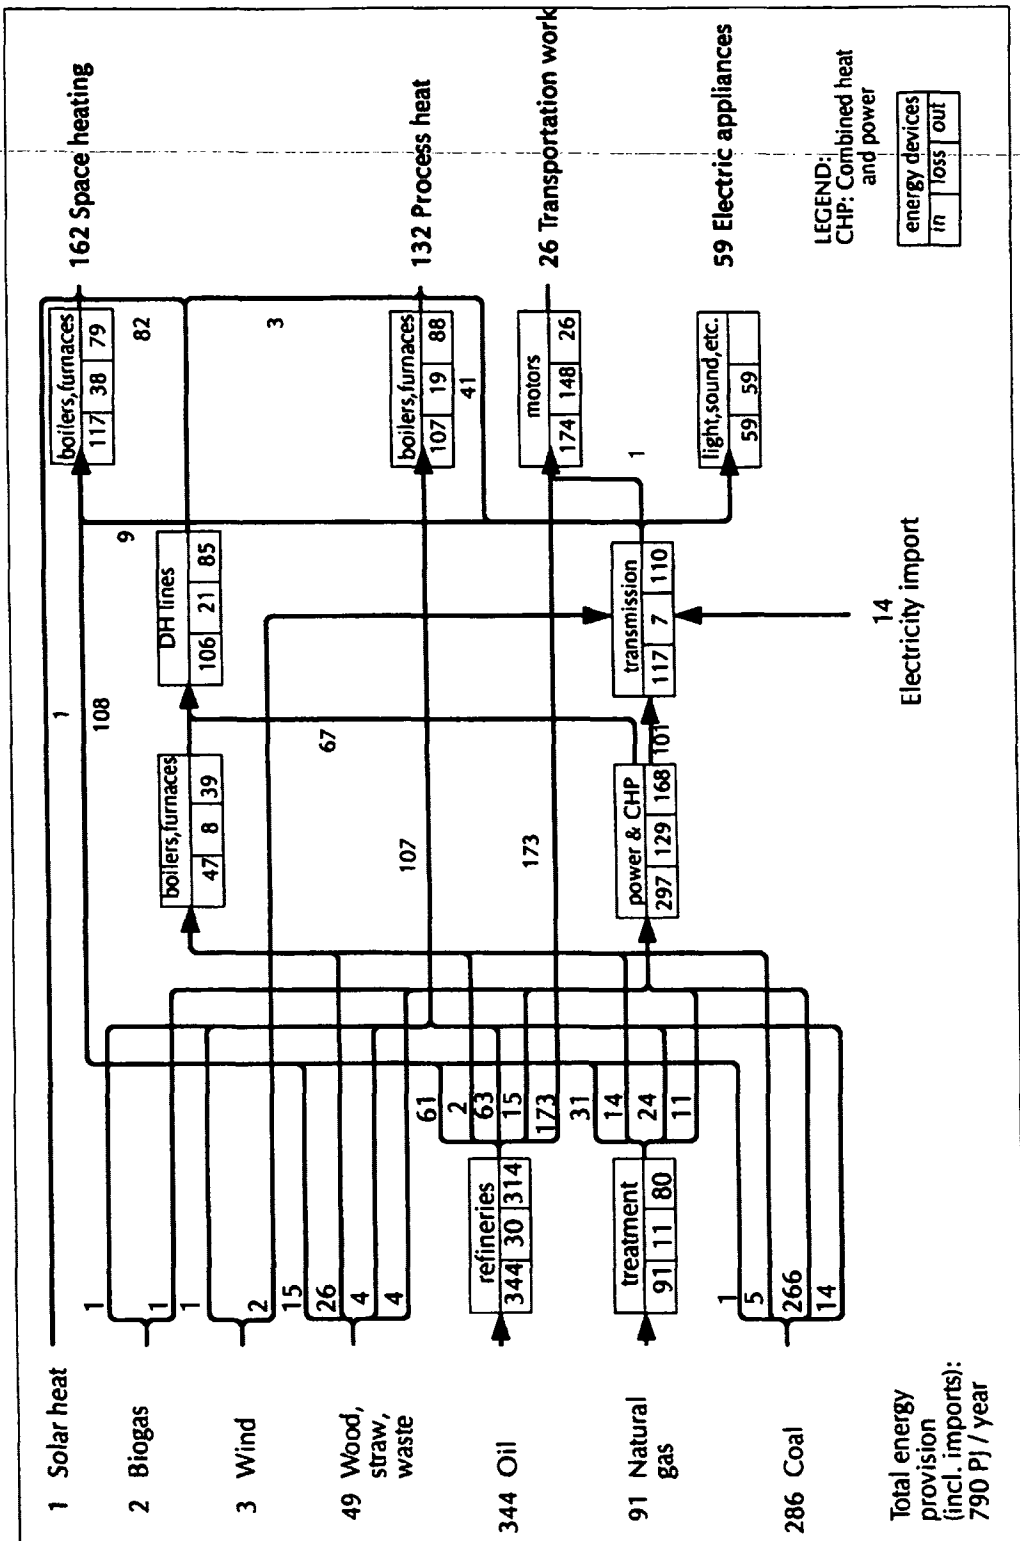 1 Solar heat
2 Biogas
3 Wind
49 Wood,
straw,
waste
344 Oil
91 Natural
gas
286 Coal
Total energy
provision
(incl. imports):
790 PJ / year
1
1
1
2
15
26
4
4
refineries
344 30 314
treatment
91 11 80
1
5
266
14
61
2
63
15
173
31
14
24
11
boilers,furnaces
47 8 39
power & CHP
297 129 168
107
173
1
108
67
101
DH lines
106 21 85
transmission
117 7 110
14
Electricity import
9
boilers,furnaces
117 38 79
82
3
boilers,furnaces
107 19 88
41
motors
174 148 26
1
light,sound,etc.
59 59
162 Space heating
132 Process heat
26 Transportation work
59 Electric appliances
LEGEND:
CHP: Combined heat
and power
energy devices
in loss out